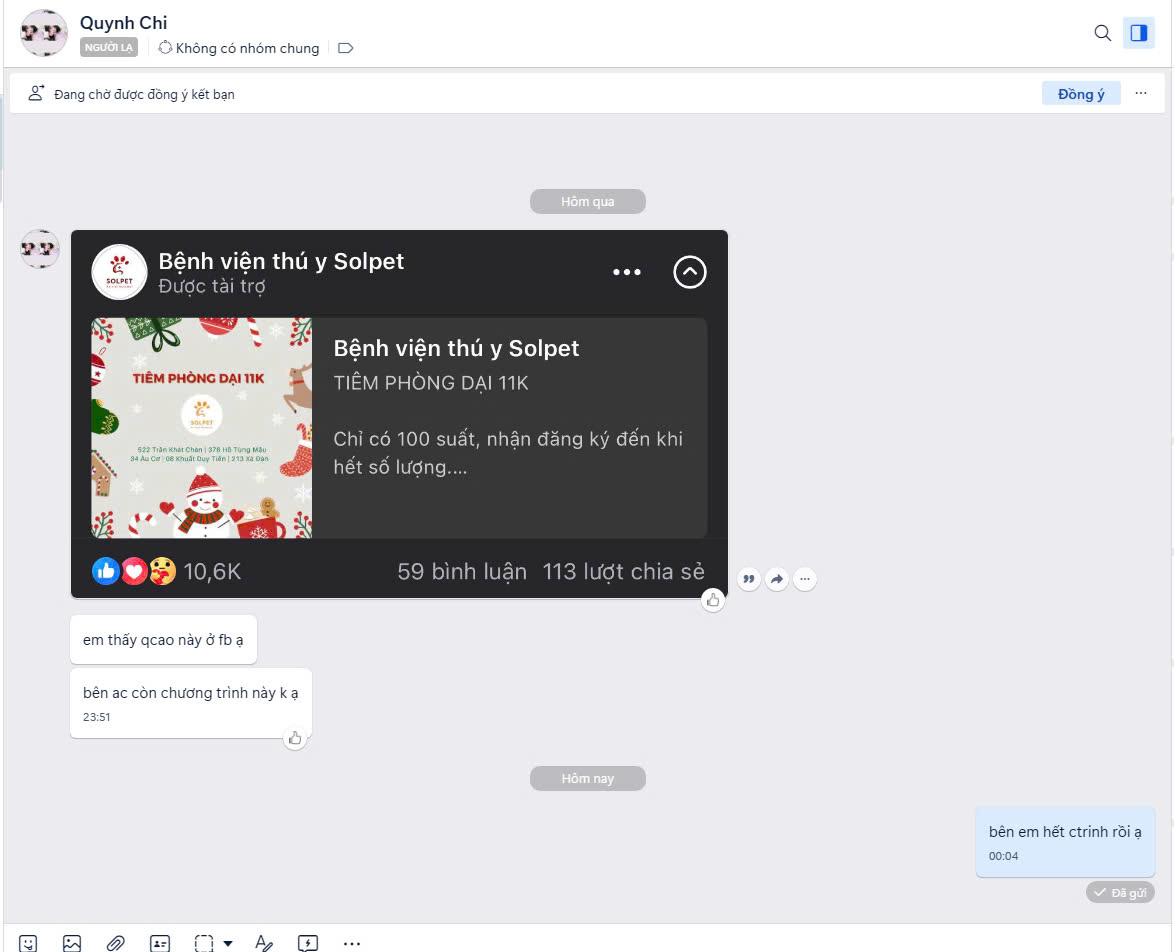 Quynh Chi
NGƯỜI LẠ
Không có nhóm chung
Đang chờ được đồng ý kết bạn
Đồng ý
Hôm qua
SOLPET
Bệnh viện thú y Solpet
Được tài trợ
TIÊM PHÒNG DẠI 11K
SOLPET
522 Trần Khát Chân | 376 Hồ Tùng Mậu
34 Âu Cơ | 08 Khuất Duy Tiến | 213 Xã Đàn
Bệnh viện thú y Solpet
TIÊM PHÒNG DẠI 11K
Chỉ có 100 suất, nhận đăng ký đến khi
hết số lượng....
10,6K
59 bình luận
113 lượt chia sẻ
em thấy qcao này ở fb ạ
bên ac còn chương trình này k ạ
23:51
Hôm nay
bên em hết ctrinh rồi ạ
00:04
Đã gửi